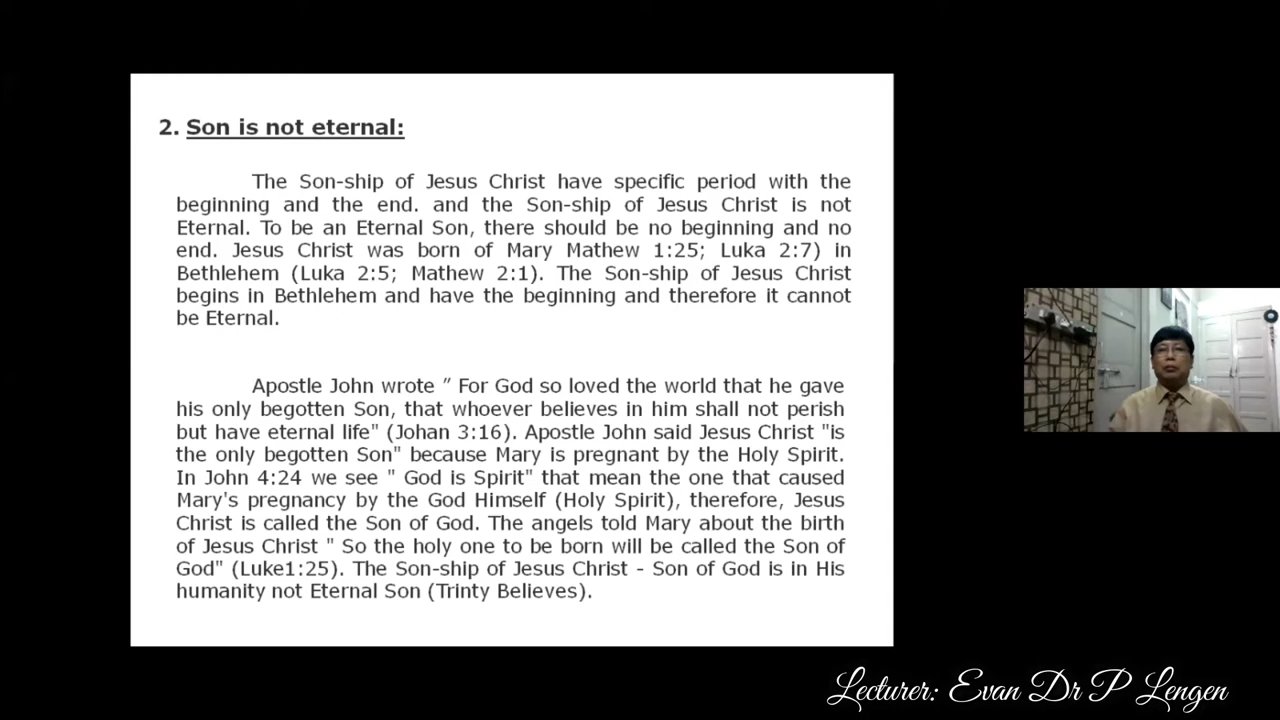 2. Son is not eternal:
The Son-ship of Jesus Christ have specific period with the
beginning and the end. and the Son-ship of Jesus Christ is not
Eternal. To be an Eternal Son, there should be no beginning and no
end. Jesus Christ was born of Mary Mathew 1:25; Luka 2:7) in
Bethlehem (Luka 2:5; Mathew 2:1). The Son-ship of Jesus Christ
begins in Bethlehem and have the beginning and therefore it cannot
be Eternal.
Apostle John wrote " For God so loved the world that he gave
his only begotten Son, that whoever believes in him shall not perish
but have eternal life" (Johan 3:16). Apostle John said Jesus Christ "is
the only begotten Son" because Mary is pregnant by the Holy Spirit.
In John 4:24 we see " God is Spirit" that mean the one that caused
Mary's pregnancy by the God Himself (Holy Spirit), therefore, Jesus
Christ is called the Son of God. The angels told Mary about the birth
of Jesus Christ " So the holy one to be born will be called the Son of
God" (Luke1:25). The Son-ship of Jesus Christ - Son of God is in His
humanity not Eternal Son (Trinty Believes).
Lecturer: Evan Dr P Lengen